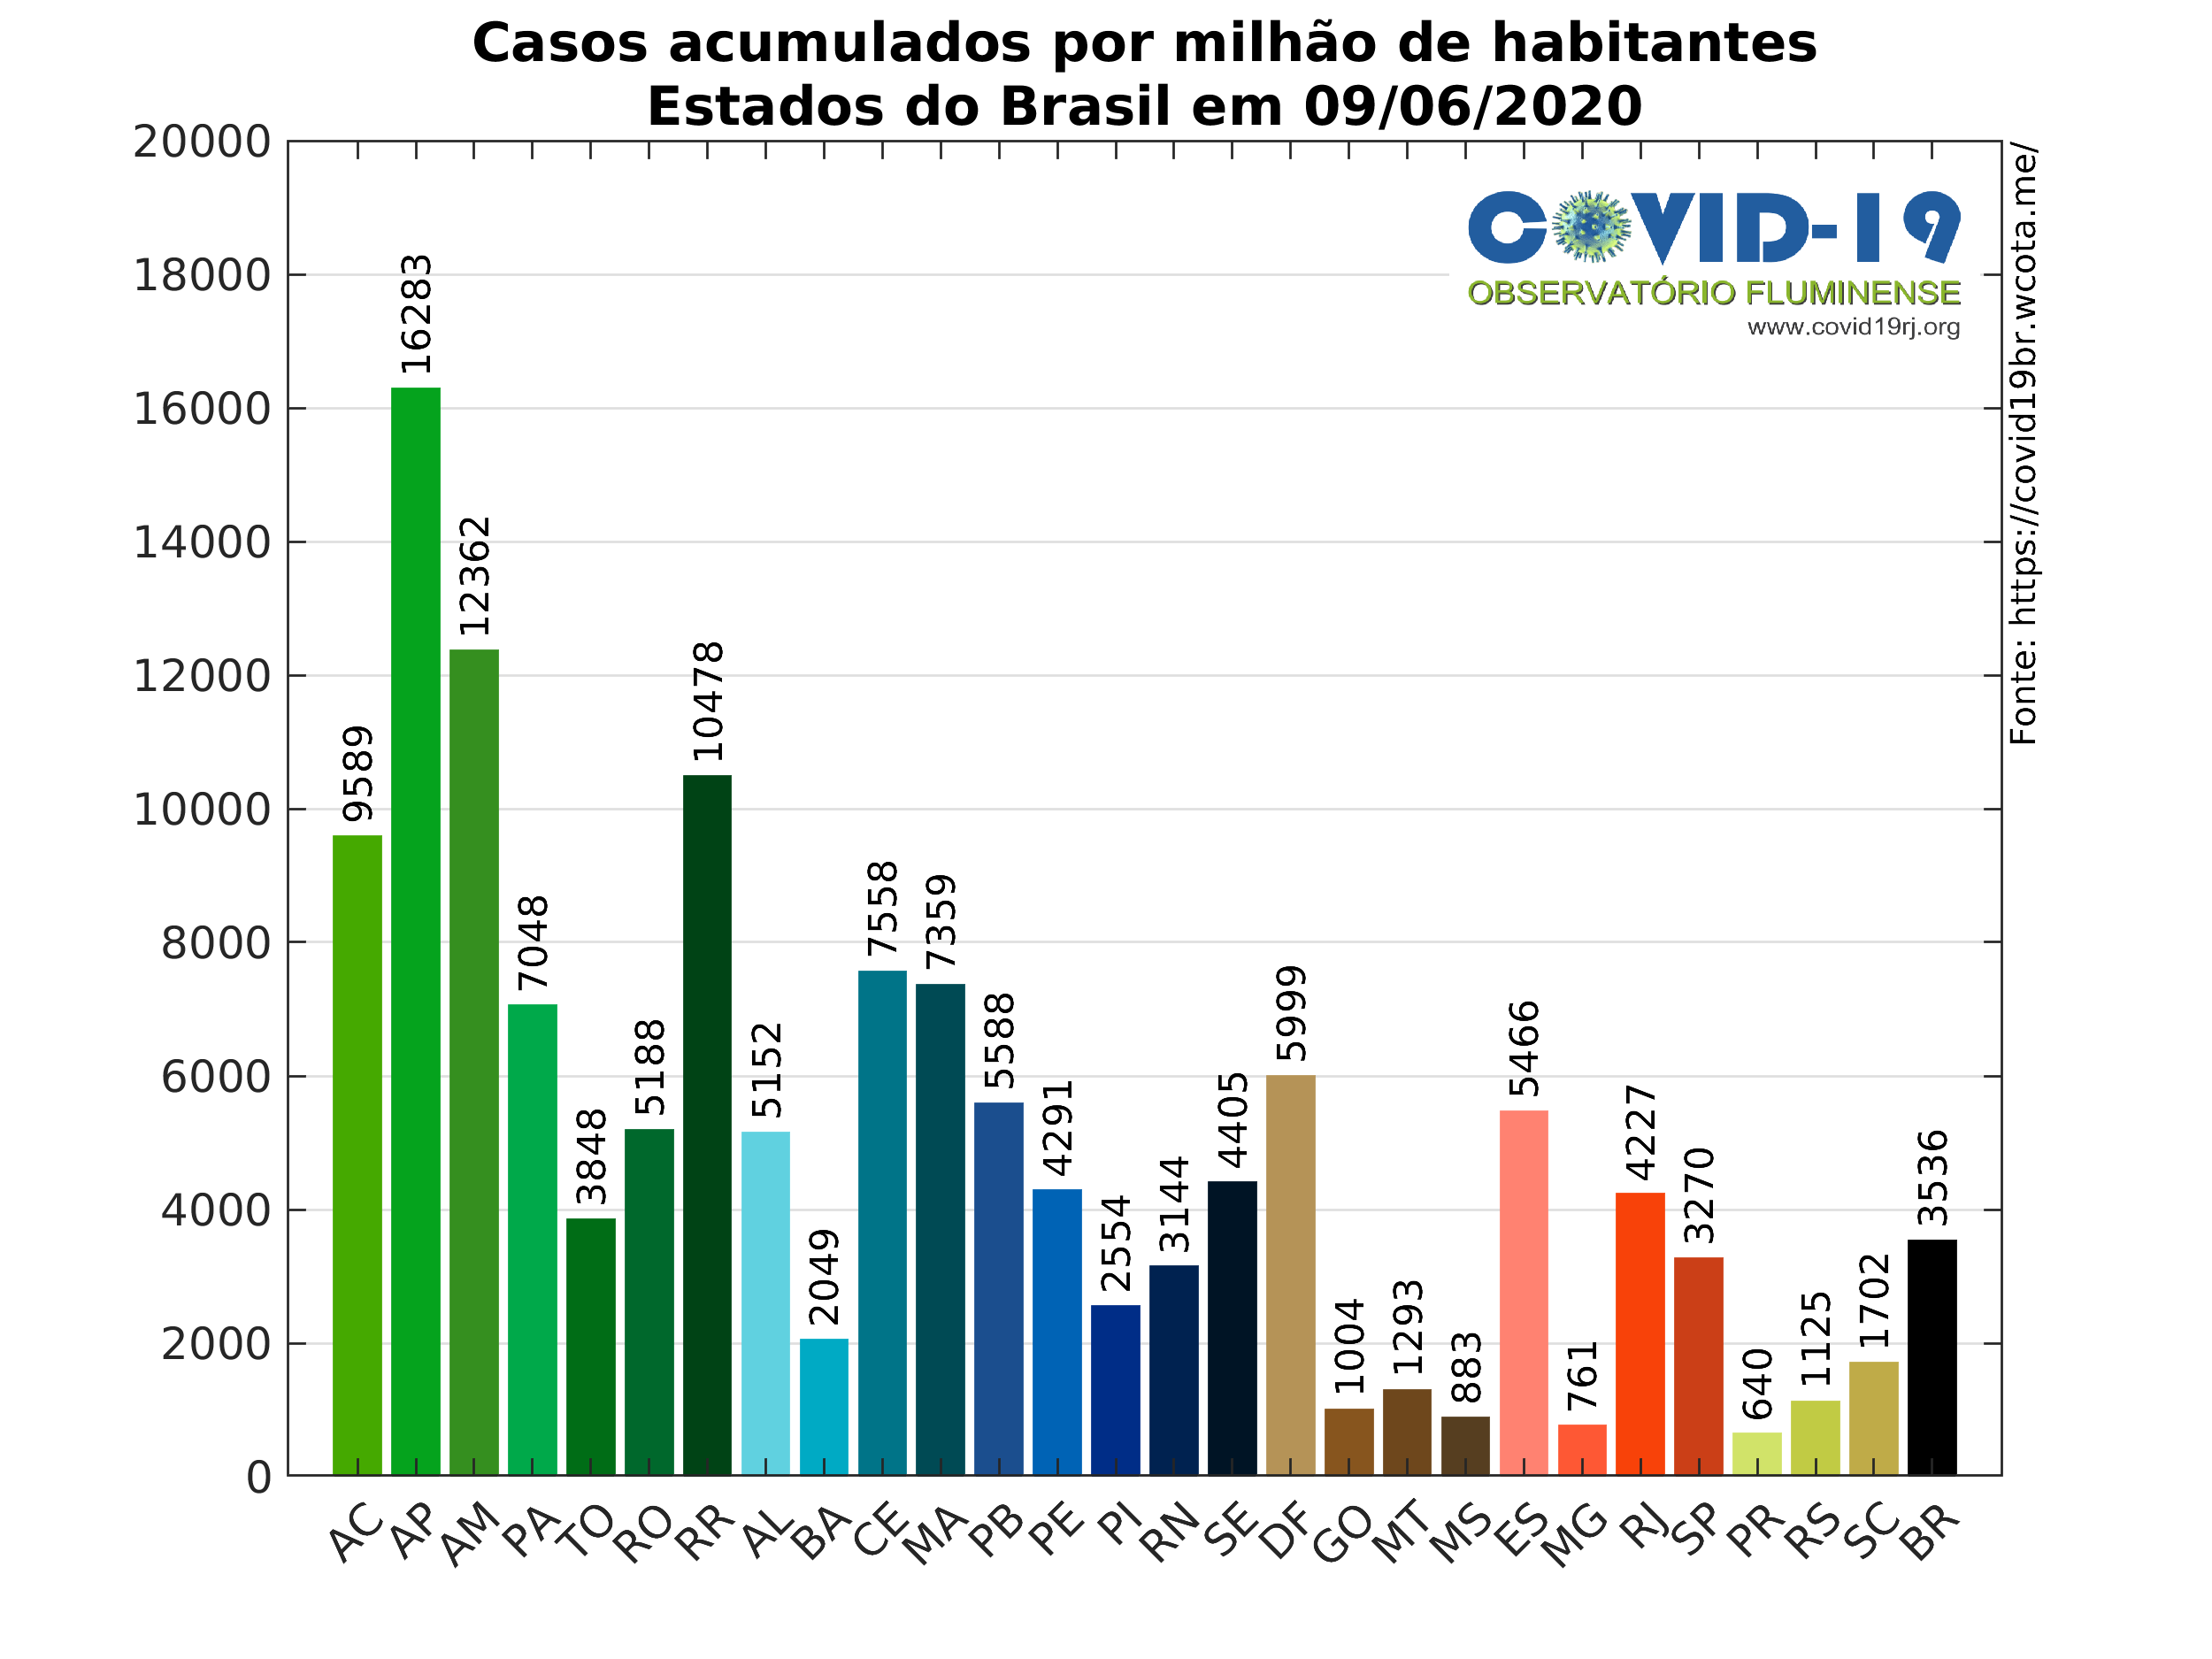 Casos acumulados por milhão de habitantes
Estados do Brasil em 09/06/2020
20000
18000
16000
14000
12000
10000
8000
6000
4000
2000
0
9589
16283
12362
7048
3848
5188
10478
5152
2049
7558
7359
5588
4291
2554
3144
4405
5999
1004
1293
883
5466
761
4227
3270
640
1125
1702
3536
AC
AP
AM
PA
TO
RO
RR
AL
BA
CE
MA
PB
PE
PI
RN
SE
DF
GO
MT
MS
ES
MG
RJ
SP
PR
RS
SC
BR
COVID-19
OBSERVATÓRIO FLUMINENSE
www.covid19rj.org
Fonte: https://covid19br.wcota.me/